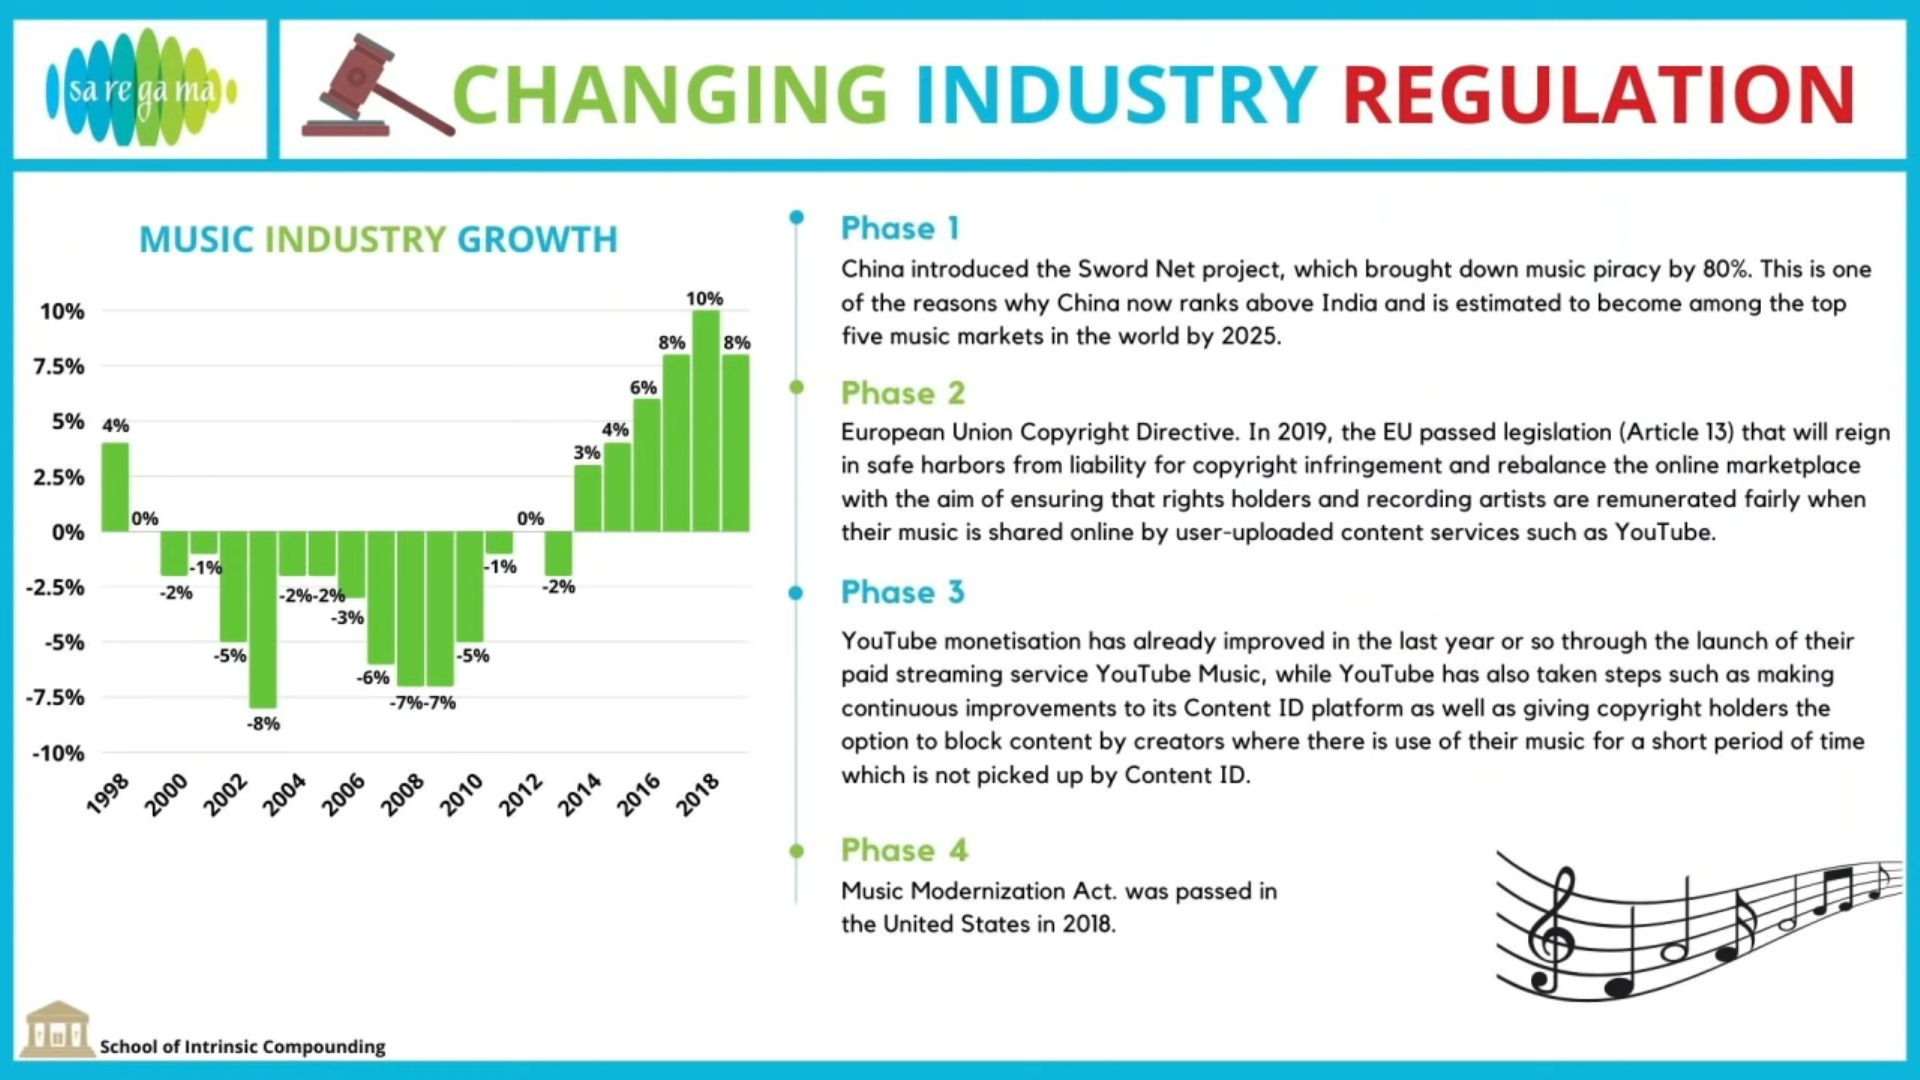 sa re ga ma
CHANGING INDUSTRY REGULATION
MUSIC INDUSTRY GROWTH
10%
7.5%
5%
2.5%
0%
-2.5%
-5%
-7.5%
-10%
4%
0%
-2%
-1%
-5%
-8%
-2%
-2%
-3%
-6%
-7%
-7%
-5%
-1%
0%
-2%
3%
4%
6%
8%
10%
8%
1998
2000
2002
2004
2006
2008
2010
2012
2014
2016
2018
Phase 1
China introduced the Sword Net project, which brought down music piracy by 80%. This is one
of the reasons why China now ranks above India and is estimated to become among the top
five music markets in the world by 2025.
Phase 2
European Union Copyright Directive. In 2019, the EU passed legislation (Article 13) that will reign
in safe harbors from liability for copyright infringement and rebalance the online marketplace
with the aim of ensuring that rights holders and recording artists are remunerated fairly when
their music is shared online by user-uploaded content services such as YouTube.
Phase 3
YouTube monetisation has already improved in the last year or so through the launch of their
paid streaming service YouTube Music, while YouTube has also taken steps such as making
continuous improvements to its Content ID platform as well as giving copyright holders the
option to block content by creators where there is use of their music for a short period of time
which is not picked up by Content ID.
Phase 4
Music Modernization Act. was passed in
the United States in 2018.
School of Intrinsic Compounding